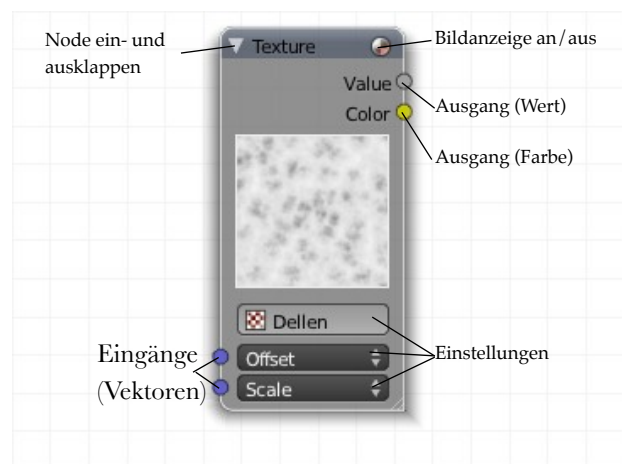 Node ein- und
ausklappen
Texture
Bildanzeige an/aus
Value
Color
Ausgang (Wert)
Ausgang (Farbe)
Dellen
Eingänge
(Vektoren)
Offset
Scale
Einstellungen